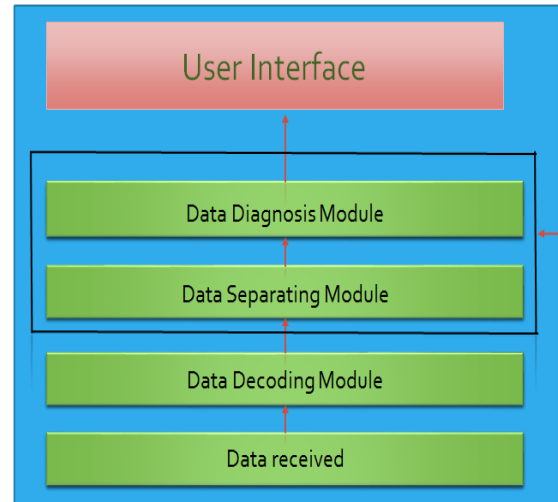 User Interface
Data Diagnosis Module
Data Separating Module
Data Decoding Module
Data received